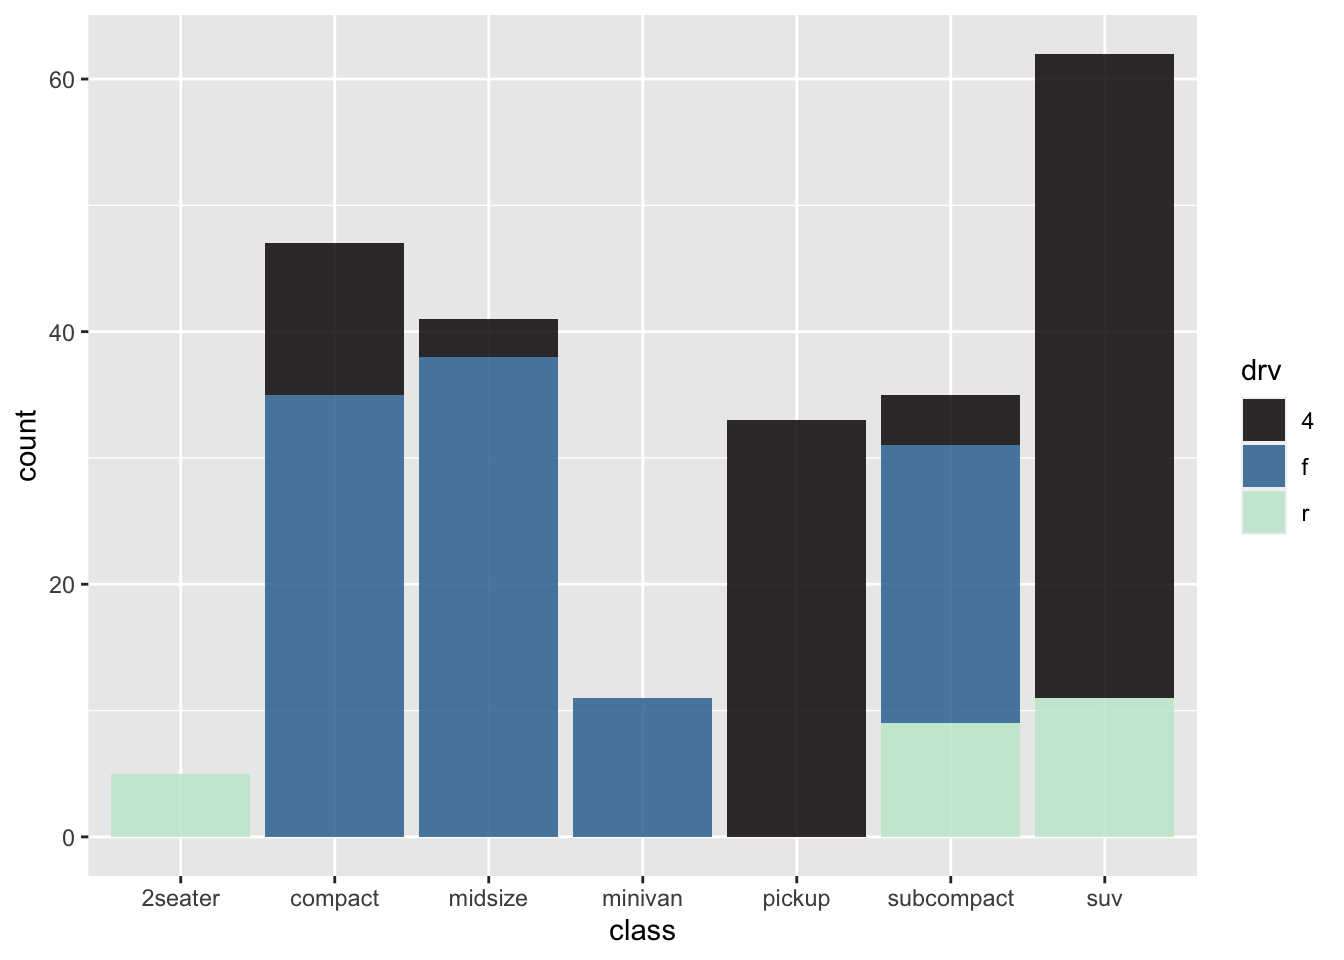 60
40
20
0
count
2seater compact midsize minivan pickup subcompact suv
class
drv
4
f
r